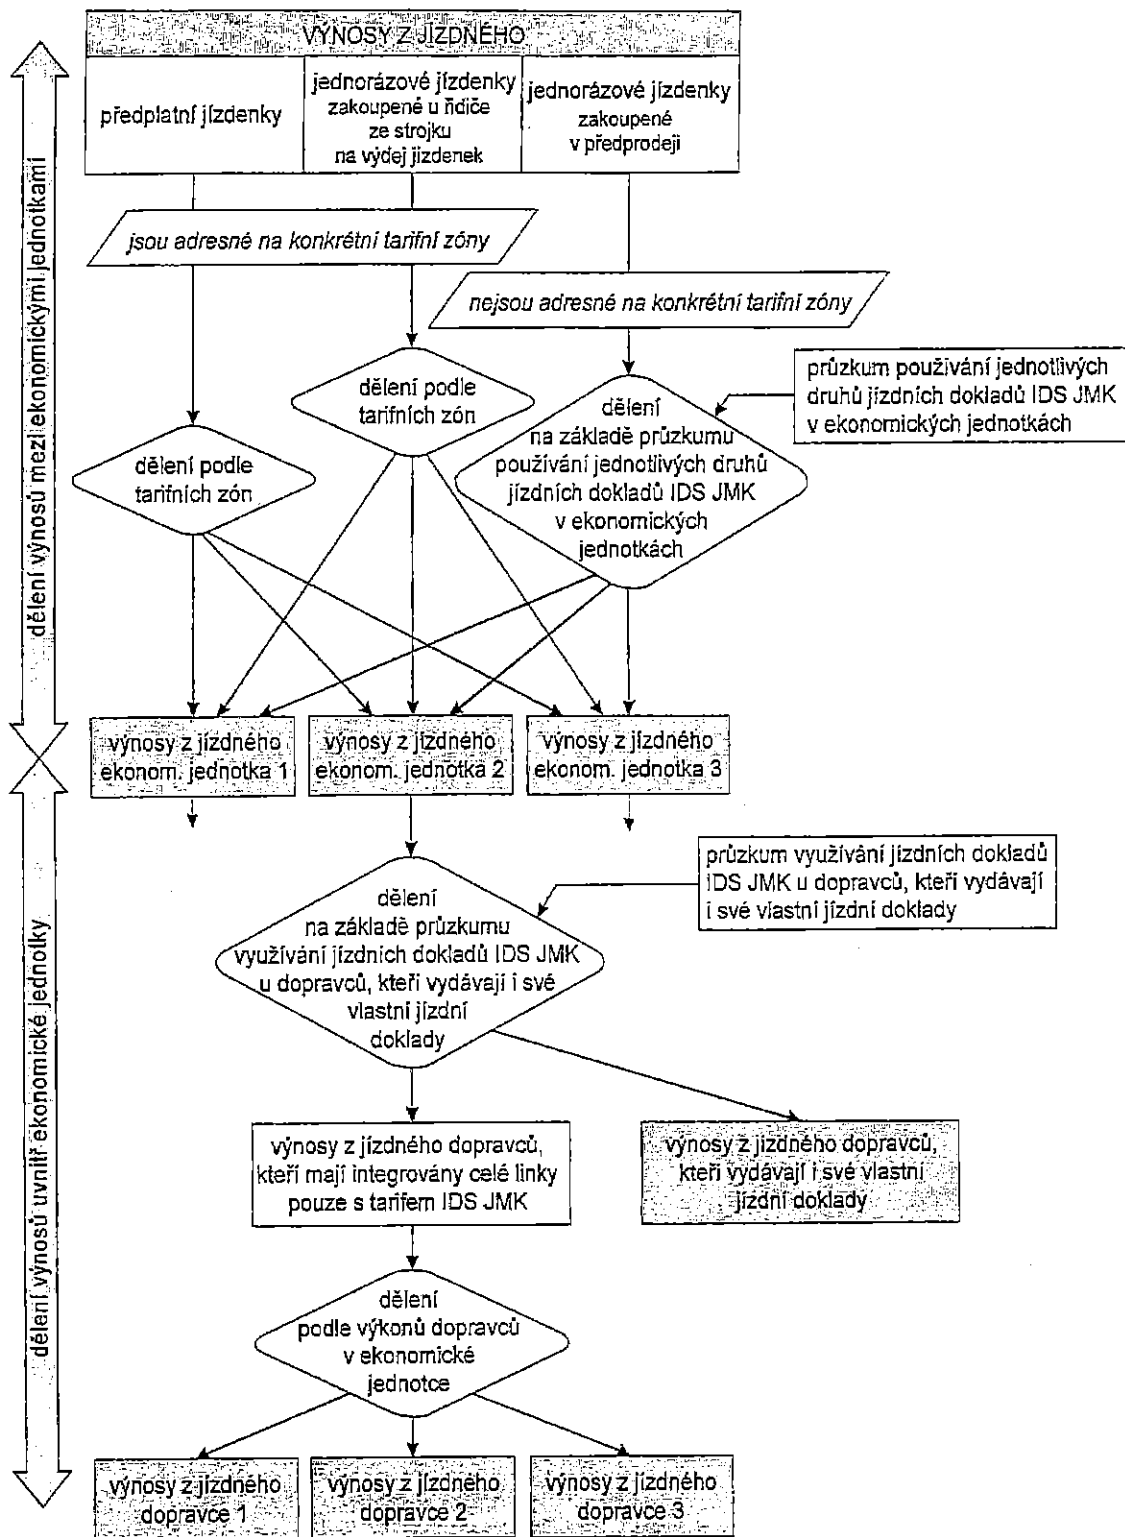 VÝNOSY Z JÍZDNÉHO
předplatní jízdenky
jednorázové jízdenky
zakoupené u řidiče
ze strojku
na výdej jízdenek
jednorázové jízdenky
zakoupené
v předprodeji
jsou adresné na konkrétní tarifní zóny
nejsou adresné na konkrétní tarifní zóny
dělení výnosů mezi ekonomickými jednotkami
dělení podle
tarifních zón
dělení podle
tarifních zón
dělení
na základě průzkumu
používání jednotlivých druhů
jízdních dokladů IDS JMK
v ekonomických
jednotkách
průzkum používání jednotlivých
druhů jízdních dokladů IDS JMK
v ekonomických jednotkách
výnosy z jízdného
ekonom. jednotka 1
výnosy z jízdného
ekonom. jednotka 2
výnosy z jízdného
ekonom. jednotka 3
dělení výnosů uvnitř ekonomické jednotky
dělení
na základě průzkumu
využívání jízdních dokladů IDS JMK
u dopravců, kteří vydávají i své
vlastní jízdní
doklady
průzkum využívání jízdních dokladů
IDS JMK u dopravců, kteří vydávají
i své vlastní jízdní doklady
výnosy z jízdného dopravců,
kteří mají integrovány celé linky
pouze s tarifem IDS JMK
výnosy z jízdného dopravců,
kteří vydávají i své vlastní
jízdní doklady
dělení
podle výkonů dopravců
v ekonomické
jednotce
výnosy z jízdného
dopravce 1
výnosy z jízdného
dopravce 2
výnosy z jízdného
dopravce 3